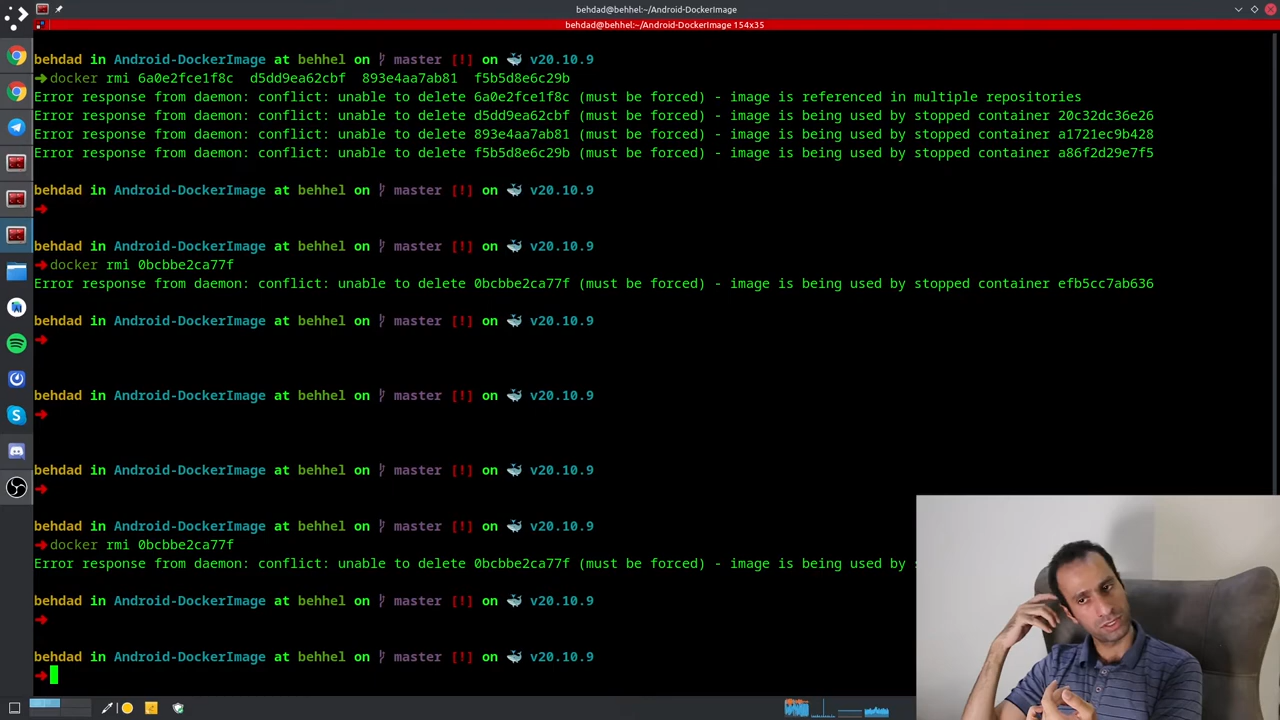 behdad@behhel:~/Android-DockerImage
behdad@behhel:~/Android-DockerImage 154x35
behdad in Android-DockerImage at behhel on master [!] on v20.10.9
docker rmi 6a0e2fce1f8c d5dd9ea62cbf 893e4aa7ab81 f5b5d8e6c29b
Error response from daemon: conflict: unable to delete 6a0e2fce1f8c (must be forced) - image is referenced in multiple repositories
Error response from daemon: conflict: unable to delete d5dd9ea62cbf (must be forced) - image is being used by stopped container 20c32dc36e26
Error response from daemon: conflict: unable to delete 893e4aa7ab81 (must be forced) - image is being used by stopped container a1721ec9b428
Error response from daemon: conflict: unable to delete f5b5d8e6c29b (must be forced) - image is being used by stopped container a86f2d29e7f5
behdad in Android-DockerImage at behhel on master [!] on v20.10.9
behdad in Android-DockerImage at behhel on master [!] on v20.10.9
docker rmi 0bcbbe2ca77f
Error response from daemon: conflict: unable to delete 0bcbbe2ca77f (must be forced) - image is being used by stopped container efb5cc7ab636
behdad in Android-DockerImage at behhel on master [!] on v20.10.9
behdad in Android-DockerImage at behhel on master [!] on v20.10.9
behdad in Android-DockerImage at behhel on master [!] on v20.10.9
behdad in Android-DockerImage at behhel on master [!] on v20.10.9
docker rmi 0bcbbe2ca77f
Error response from daemon: conflict: unable to delete 0bcbbe2ca77f (must be forced) - image is being used by
behdad in Android-DockerImage at behhel on master [!] on v20.10.9
behdad in Android-DockerImage at behhel on master [!] on v20.10.9